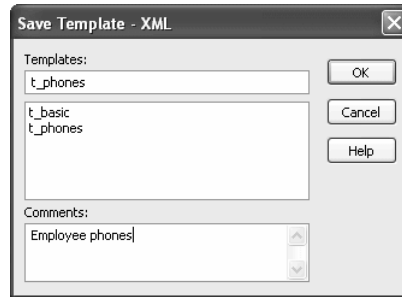 Save Template - XML
Templates:
t_phones
OK
t_basic
t_phones
Cancel
Help
Comments:
Employee phones